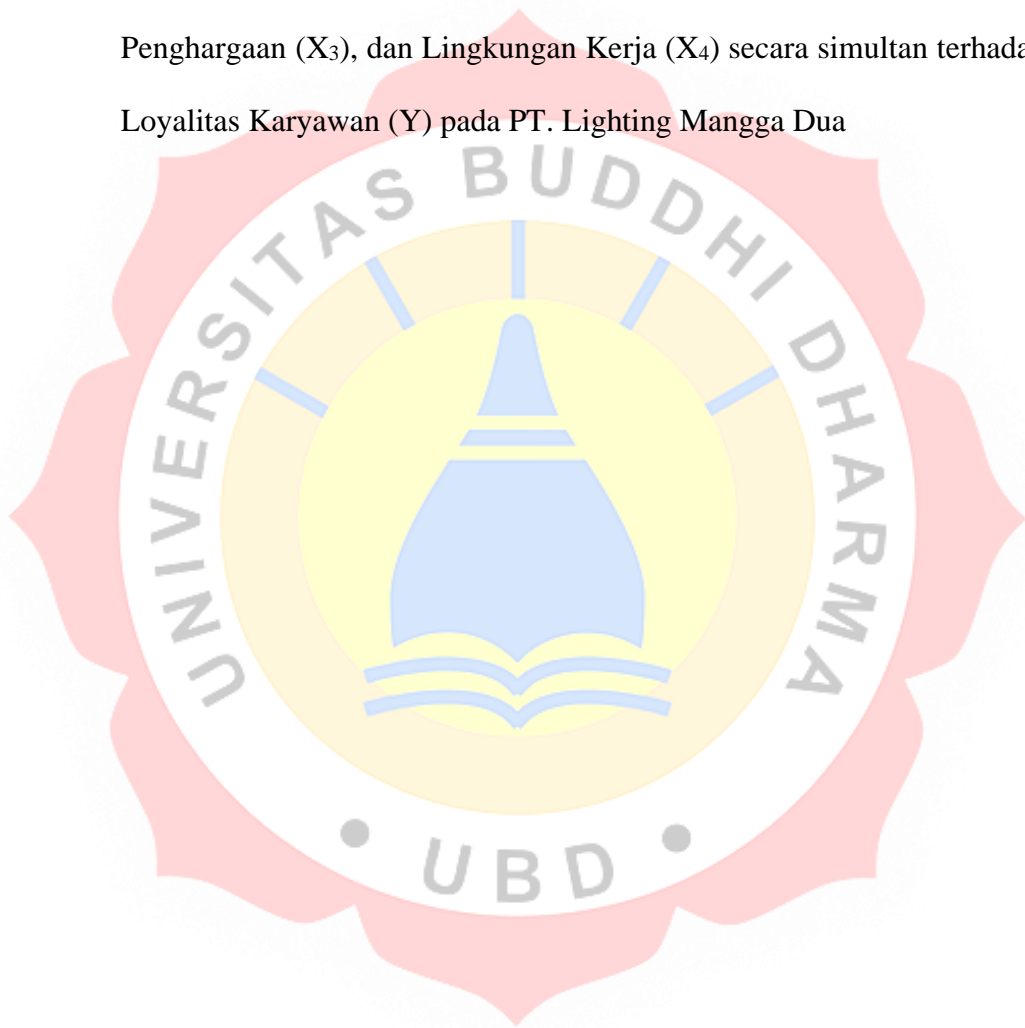 Penghargaan (X₃), dan Lingkungan Kerja (X₄) secara simultan terhada
Loyalitas Karyawan (Y) pada PT. Lighting Mangga Dua
UNIVERSITAS BUDDHI DHARMA
• UBD •